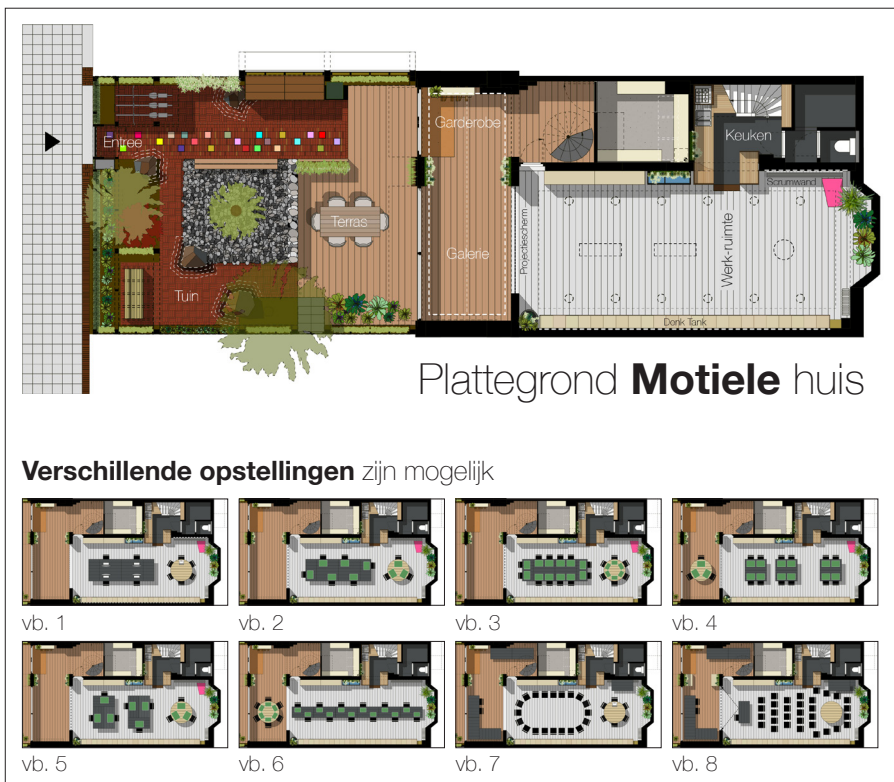 Entree
Garderobe
Keuken
Scrumwand
Terras
Projectiescherm
Werk-ruimte
Galerie
Tuin
Denk Tank
Plattegrond Motiele huis
Verschillende opstellingen zijn mogelijk
vb. 1
vb. 2
vb. 3
vb. 4
vb. 5
vb. 6
vb. 7
vb. 8